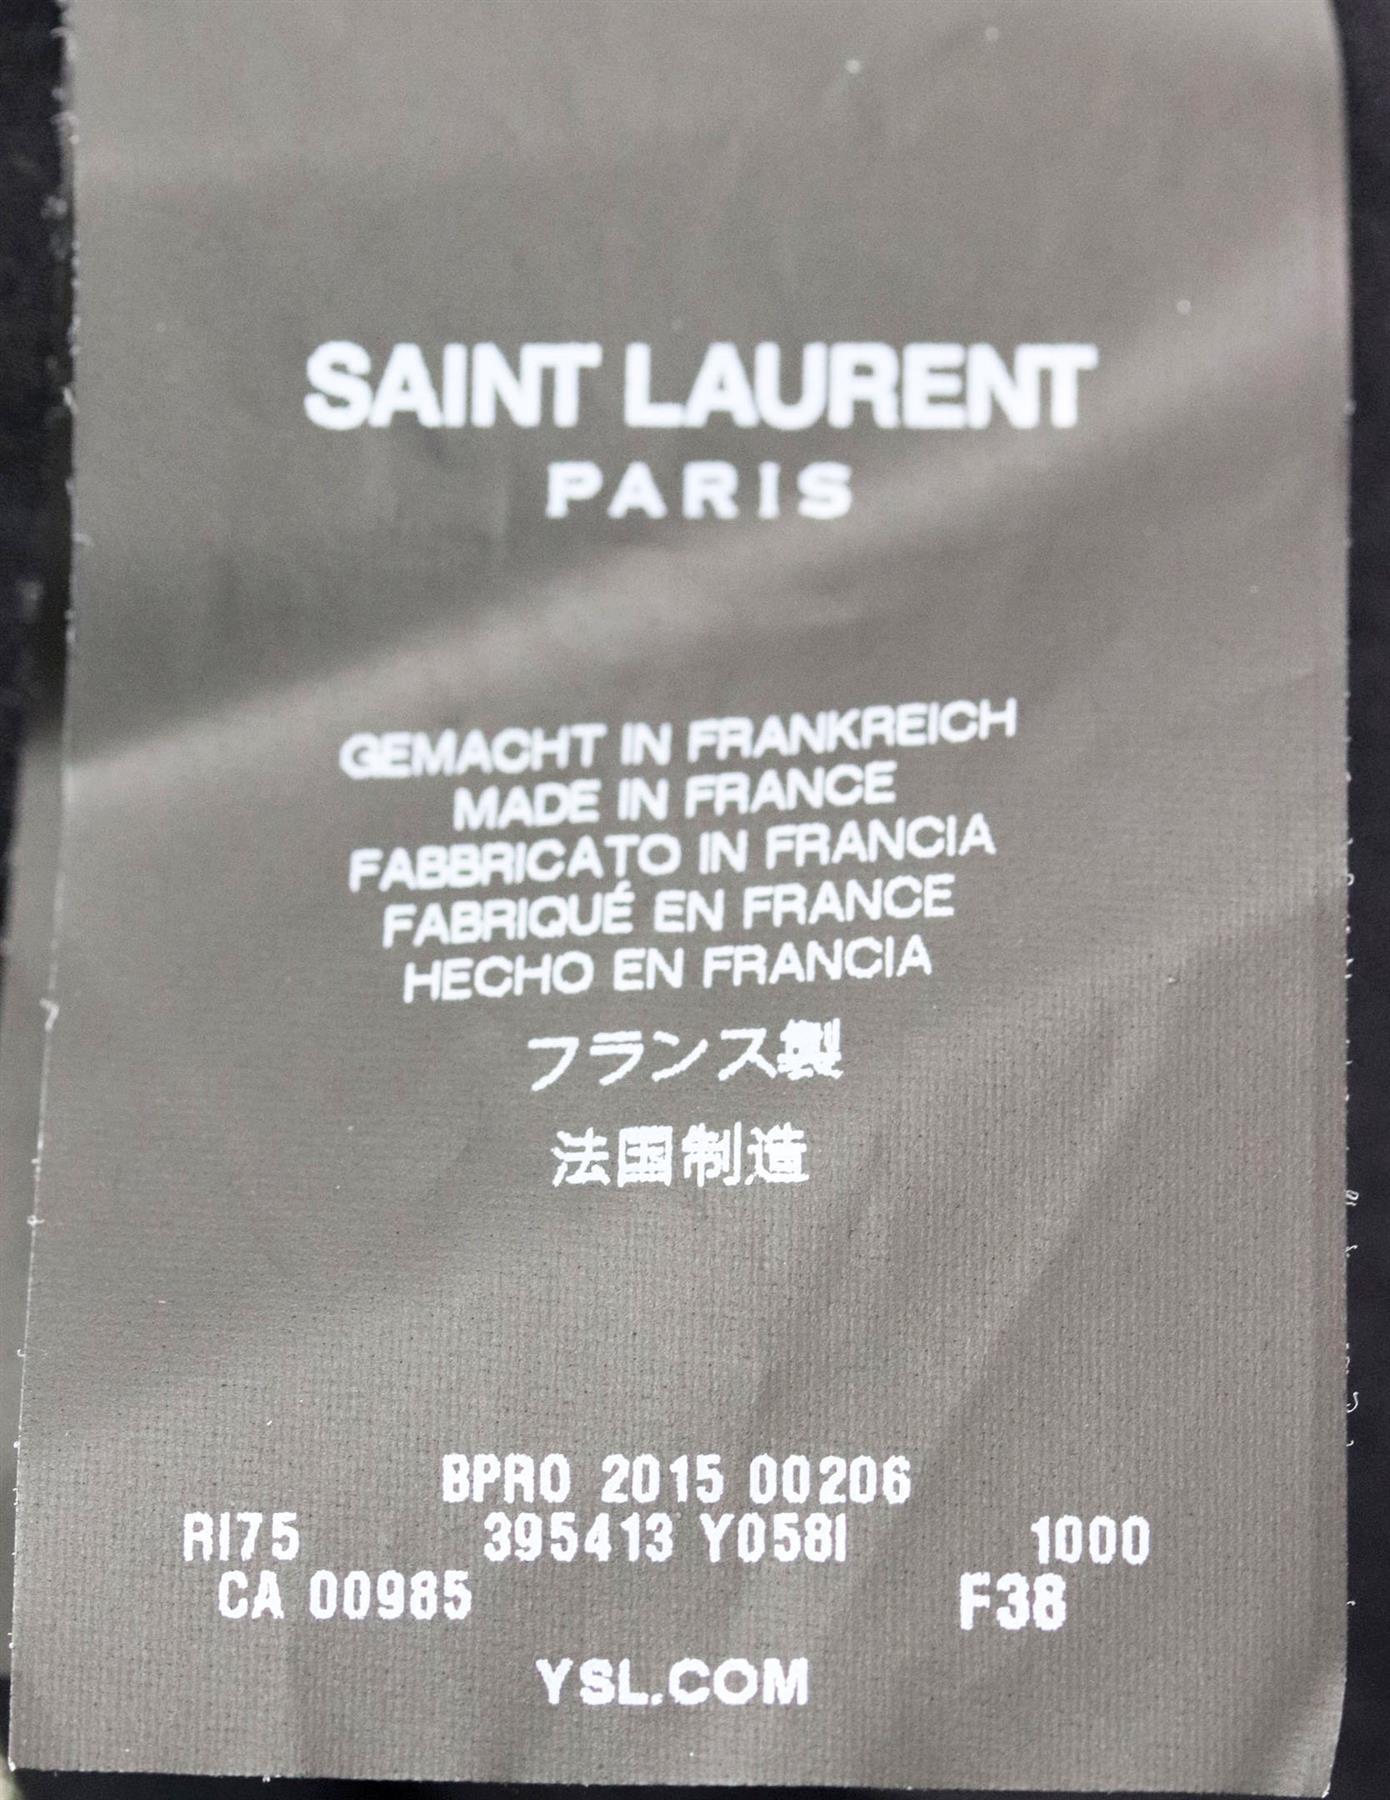 SAINT LAURENT
PARIS
GEMACHT IN FRANKREICH
MADE IN FRANCE
FABBRICATO IN FRANCIA
FABRIQUÉ EN FRANCE
HECHO EN FRANCIA
フランス製
法国制造
BPRO 2015 00206
RI75 395413 Y058I 1000
CA 00985 F38
YSL.COM